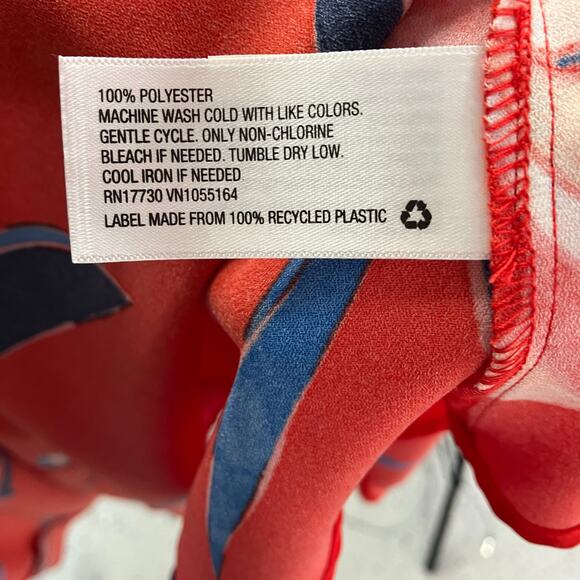 100% POLYESTER
MACHINE WASH COLD WITH LIKE COLORS.
GENTLE CYCLE. ONLY NON-CHLORINE
BLEACH IF NEEDED. TUMBLE DRY LOW.
COOL IRON IF NEEDED
RN17730 VN1055164
LABEL MADE FROM 100% RECYCLED PLASTIC